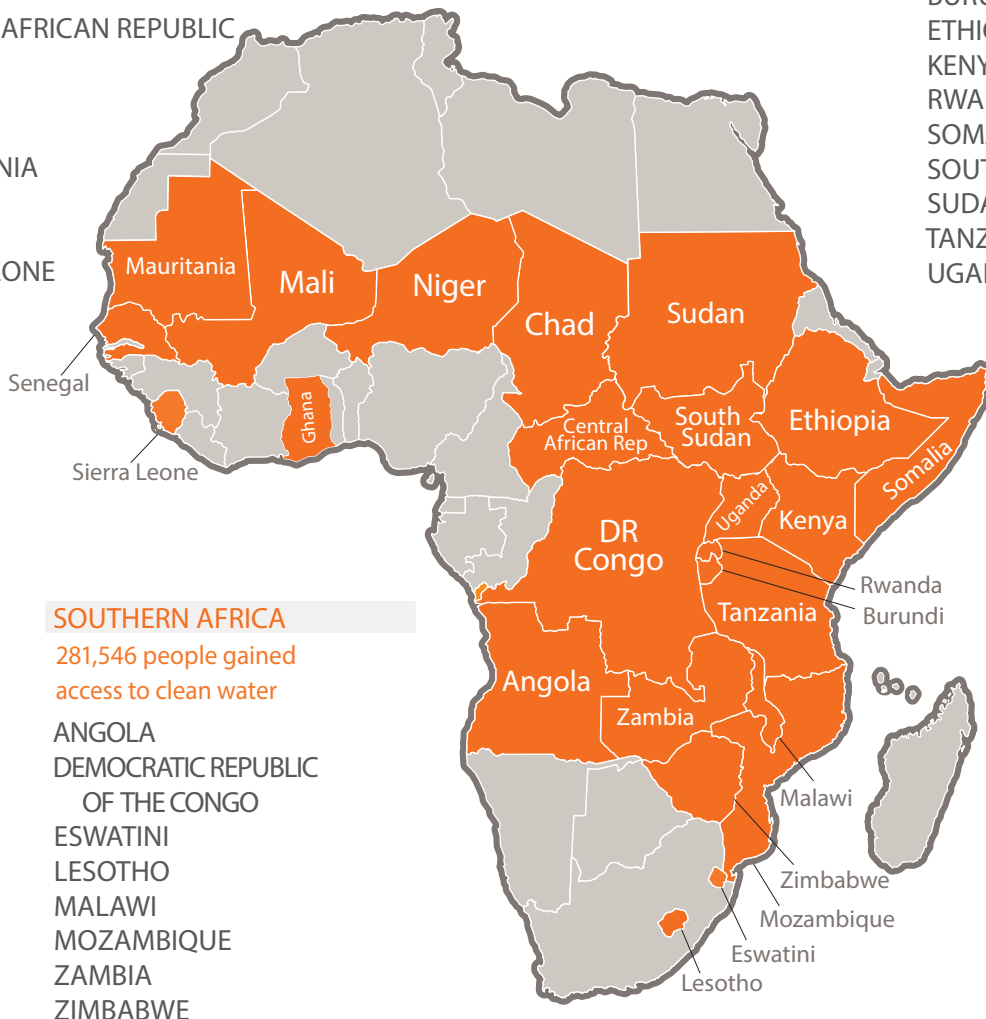 AFRICAN REPUBLIC
NIA
ONE
ETHIO
KENY
RWA
SOM
SOUT
SUDA
TANZ
UGAN
Mauritania
Mali
Niger
Chad
Sudan
Senegal
Ghana
Sierra Leone
Central
African Rep
South
Sudan
Ethiopia
Somalia
Uganda
Kenya
DR
Congo
Rwanda
Burundi
Tanzania
Angola
Zambia
Malawi
Zimbabwe
Mozambique
Eswatini
Lesotho
SOUTHERN AFRICA
281,546 people gained
access to clean water
ANGOLA
DEMOCRATIC REPUBLIC
OF THE CONGO
ESWATINI
LESOTHO
MALAWI
MOZAMBIQUE
ZAMBIA
ZIMBABWE